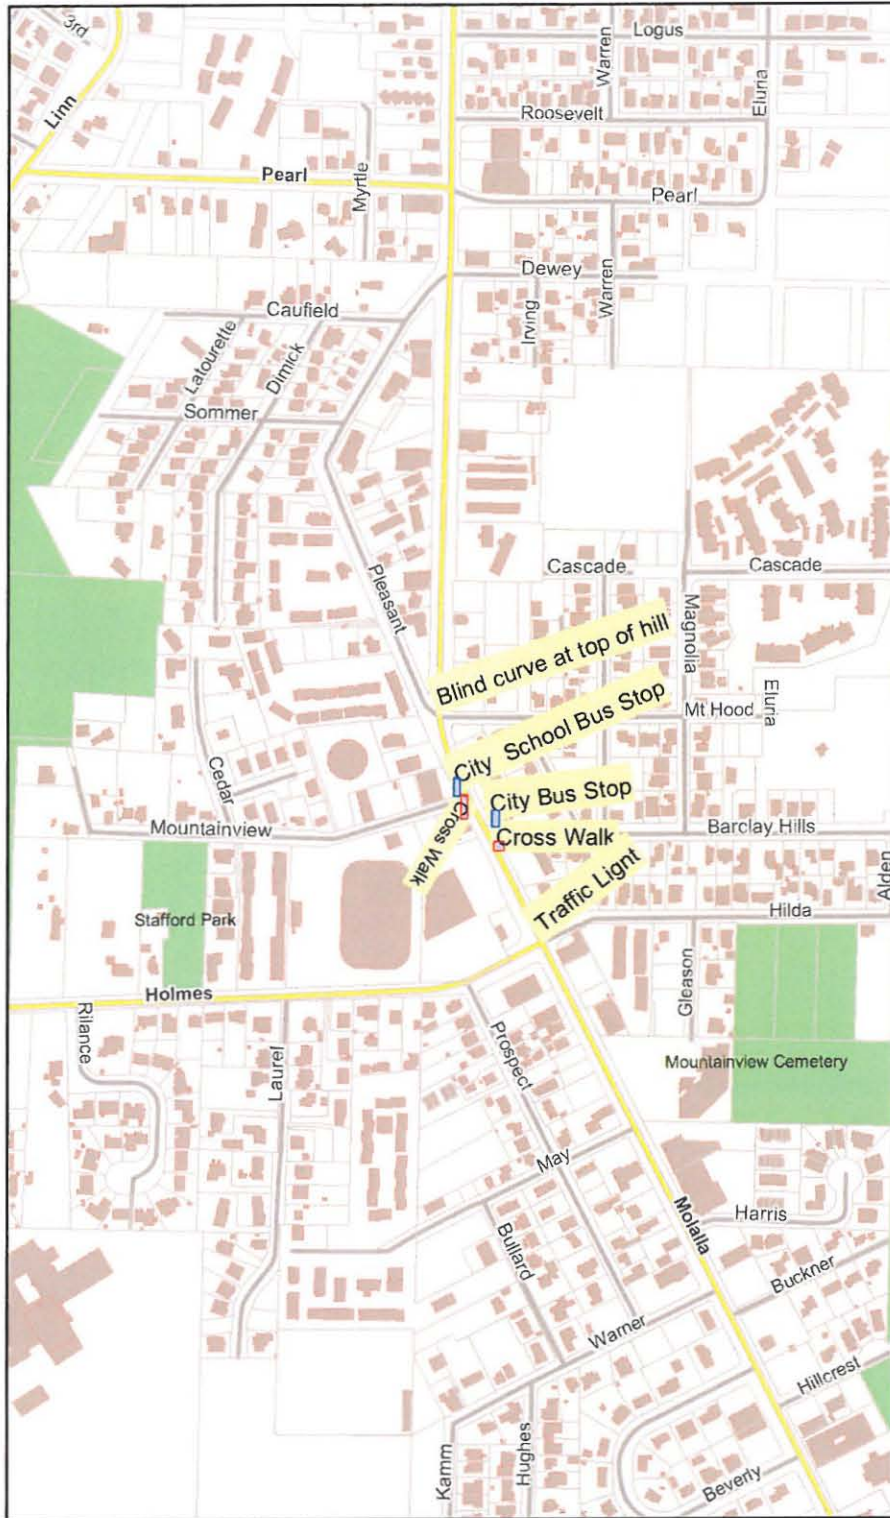 3rd
Linn
Logus
Warren
Eluria
Roosevelt
Pearl
Myrtle
Pearl
Dewey
Irving
Warren
Caufield
Latourette
Dimick
Sommer
Pleasant
Cascade
Cascade
Magnolia
Blind curve at top of hill
Mt Hood
Eluria
City School Bus Stop
City Bus Stop
Cross Walk
Cross Walk
Cedar
Mountainview
Barclay Hills
Alden
Traffic Lignt
Hilda
Stafford Park
Gleason
Holmes
Rilance
Laurel
Prospect
Mountainview Cemetery
May
Molalla
Harris
Bullard
Buckner
Warner
Hillcrest
Kamm
Hughes
Beverly